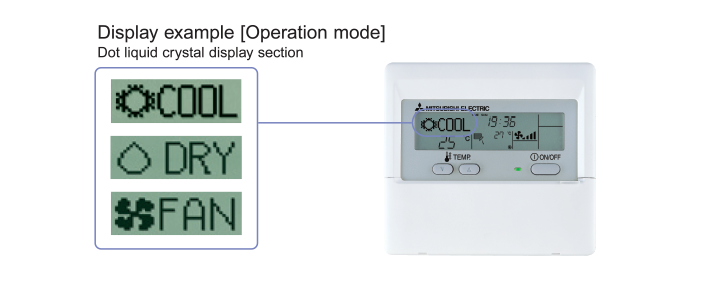 Display example [Operation mode]
Dot liquid crystal display section
COOL
DRY
FAN
MITSUBISHI ELECTRIC
COOL
19:36
25 °C
27 °C
TEMP.
ON/OFF